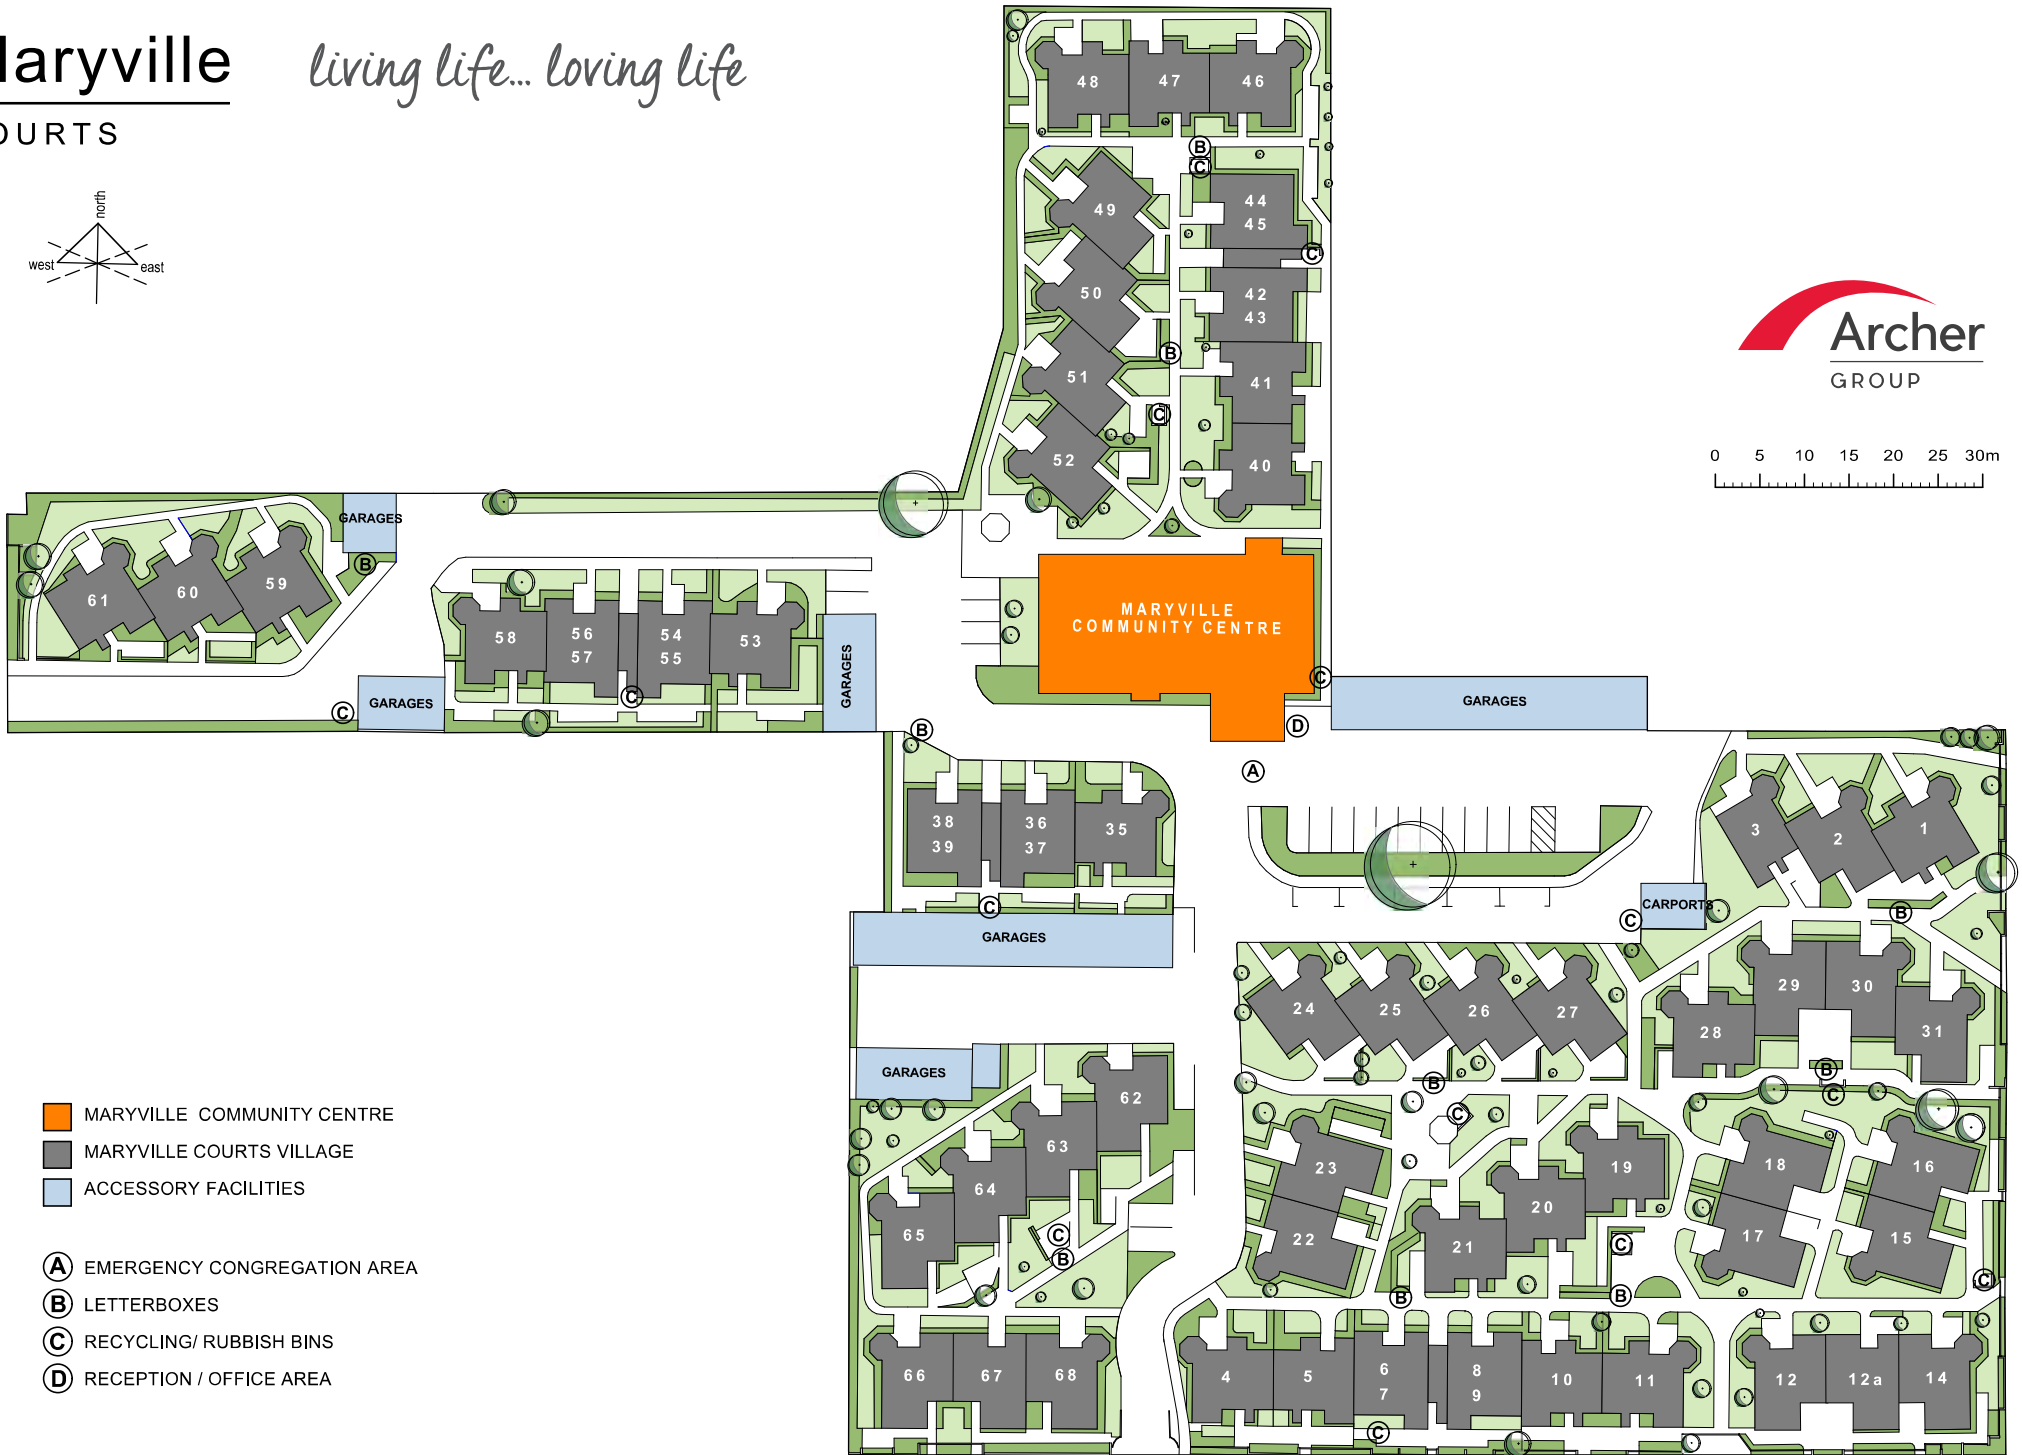 laryville
living life... loving life
OURTS
north
west
east
Archer
GROUP
0 5 10 15 20 25 30m
48 47 46
B
C
49
44
45
C
50
42
43
B
51
41
C
52
40
GARAGES
B
61 60 59
58
56
57
54
55
53
C
C
GARAGES
GARAGES
MARYVILLE
COMMUNITY CENTRE
C
GARAGES
D
A
B
38
39
36
37
35
C
GARAGES
3 2 1
CARPORTS
C
B
24 25 26 27
28 29 30 31
B
C
B
C
GARAGES
62
63
64
65
C
B
23
22
21
20
19
18
17
16
15
C
C
B
B
66 67 68
4 5
6
7
8
9
10 11
12 12a 14
C
MARYVILLE COMMUNITY CENTRE
MARYVILLE COURTS VILLAGE
ACCESSORY FACILITIES
A EMERGENCY CONGREGATION AREA
B LETTERBOXES
C RECYCLING/ RUBBISH BINS
D RECEPTION / OFFICE AREA